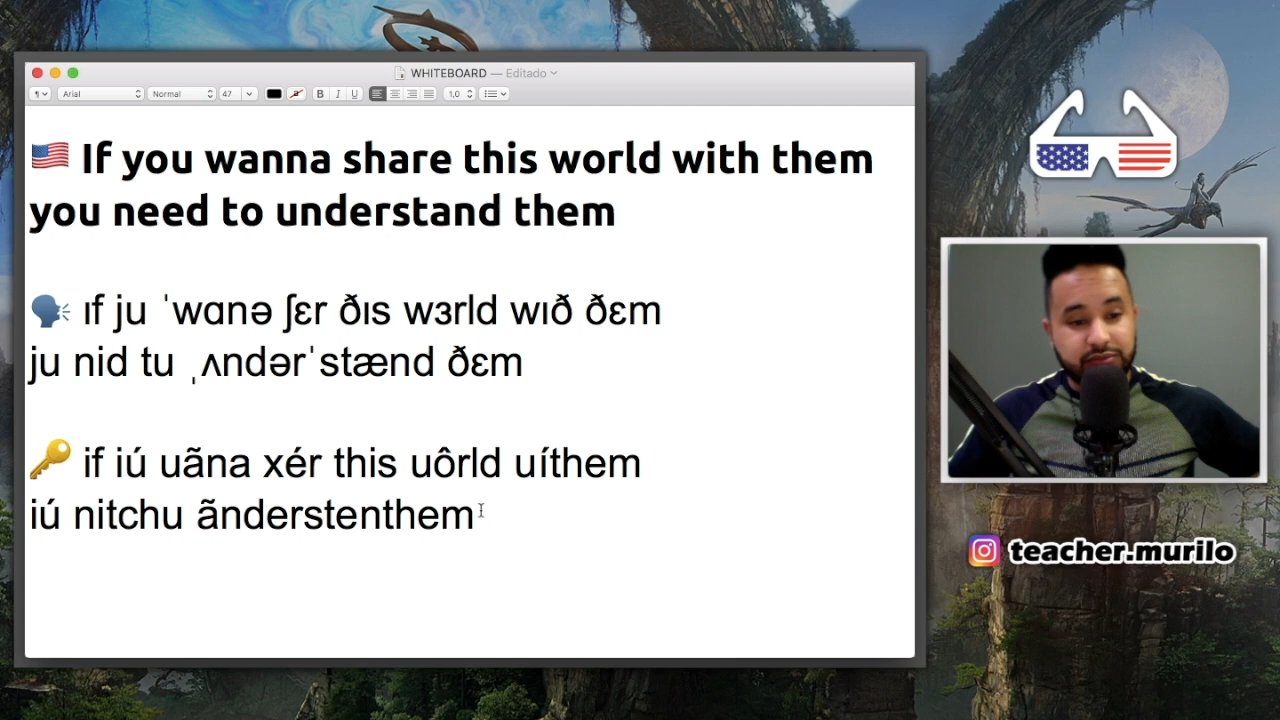 WHITEBOARD — Editado
Arial Normal 47 B I U 1,0
🇺🇸 If you wanna share this world with them
you need to understand them
🗣 ɪf ju ˈwɑnə ʃɛr ðɪs wɜrld wɪð ðɛm
ju nid tu ˌʌndərˈstænd ðɛm
🔑 if iú uãna xér this uôrld uíthem
iú nitchu ãnderstenthem
teacher.murilo